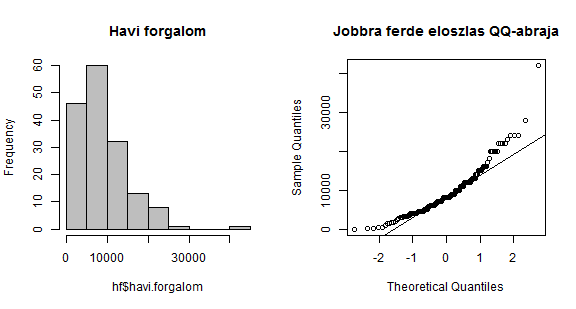 Havi forgalom
Frequency
0 10 20 30 40 50 60
0 10000 30000
hf$havi.forgalom
Jobbra ferde eloszlas QQ-abraja
Sample Quantiles
0 10000 30000
-2 -1 0 1 2
Theoretical Quantiles